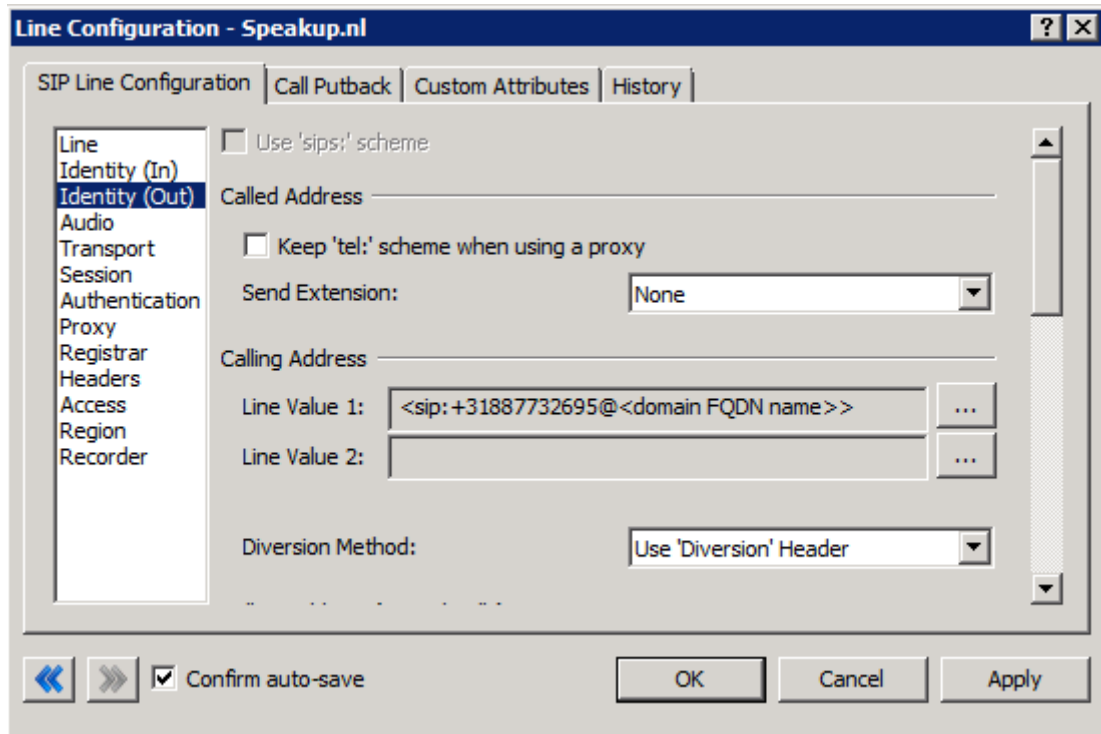 Line Configuration - Speakup.nl
SIP Line Configuration
Call Putback
Custom Attributes
History
Line
Identity (In)
Identity (Out)
Audio
Transport
Session
Authentication
Proxy
Registrar
Headers
Access
Region
Recorder
Use 'sips:' scheme
Called Address
Keep 'tel:' scheme when using a proxy
Send Extension: None
Calling Address
Line Value 1: <sip:+31887732695@<domain FQDN name>> ...
Line Value 2: ...
Diversion Method: Use 'Diversion' Header
Confirm auto-save
OK
Cancel
Apply